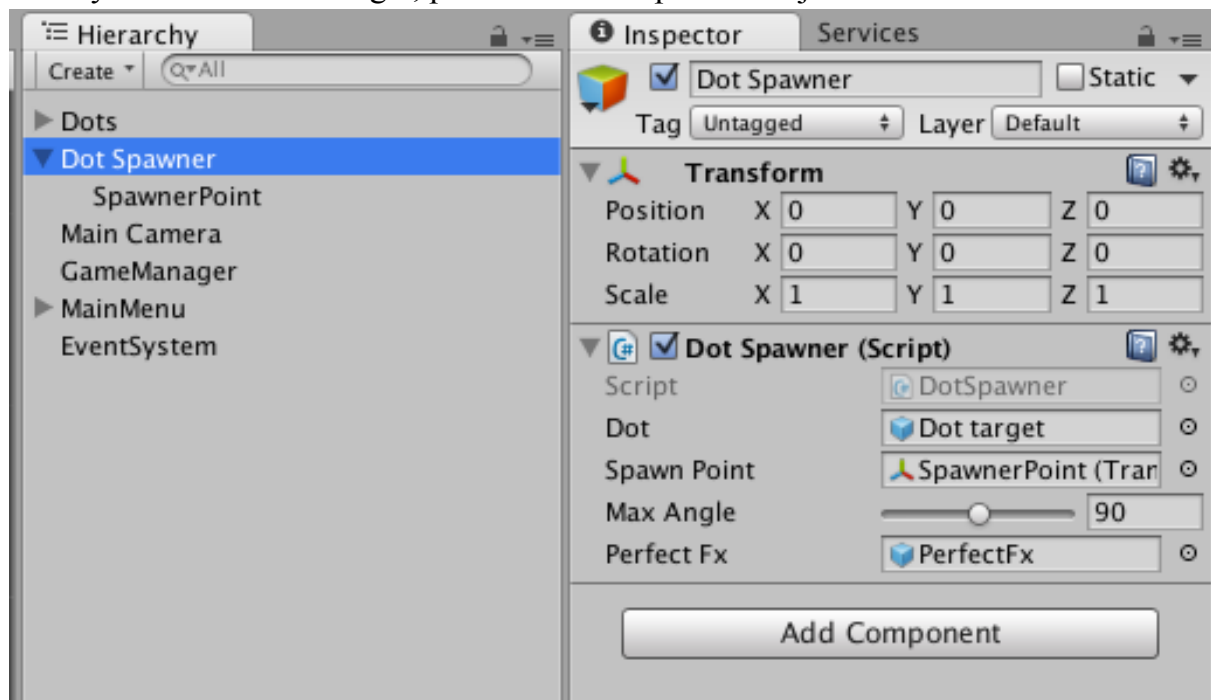 Hierarchy
Create
All
Dots
Dot Spawner
SpawnerPoint
Main Camera
GameManager
MainMenu
EventSystem
Inspector Services
Dot Spawner Static
Tag Untagged Layer Default
Transform
Position X 0 Y 0 Z 0
Rotation X 0 Y 0 Z 0
Scale X 1 Y 1 Z 1
Dot Spawner (Script)
Script DotSpawner
Dot Dot target
Spawn Point SpawnerPoint (Tran
Max Angle 90
Perfect Fx PerfectFx
Add Component